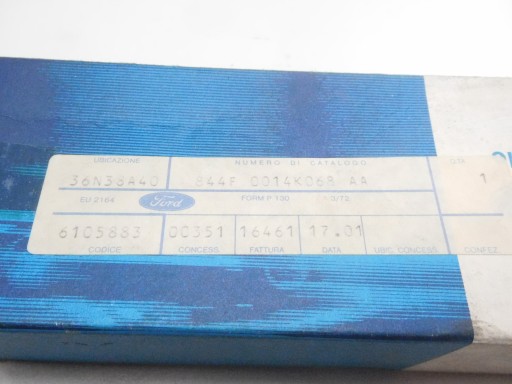 UBICAZIONE NUMERO DI CATALOGO
36N38A40 844F 0014K068 AA 1
EU 2164 Ford FORM P 130
6105883 00351 16461 17.01
CODICE CONCESS. FATTURA DATA UBIC. CONCESS. CONFEZ.